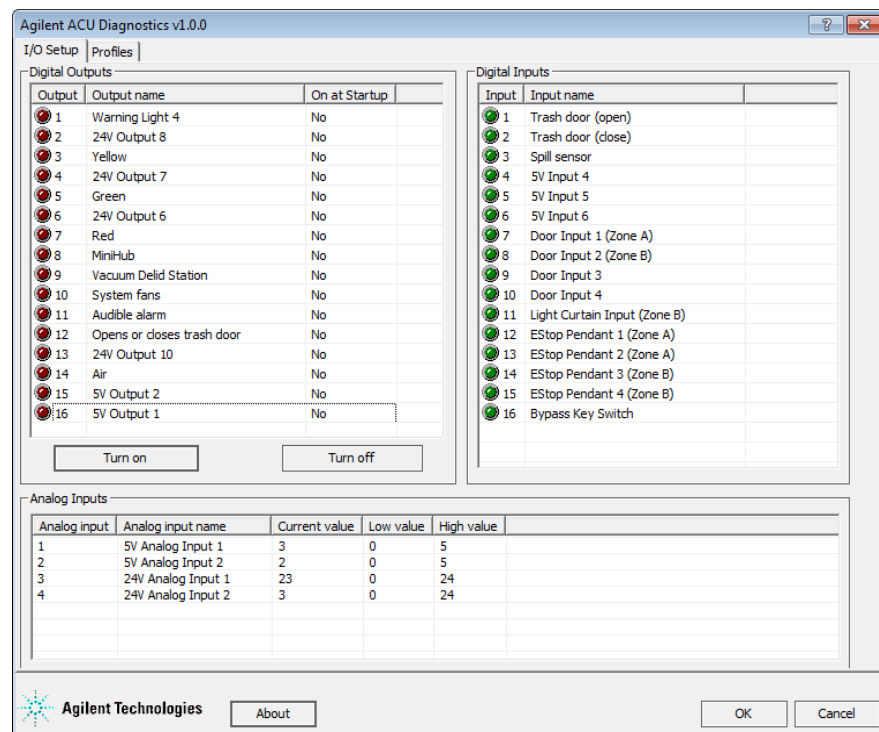 Agilent ACU Diagnostics v1.0.0
I/O Setup Profiles
Digital Outputs
Output Output name On at Startup
1 Warning Light 4 No
2 24V Output 8 No
3 Yellow No
4 24V Output 7 No
5 Green No
6 24V Output 6 No
7 Red No
8 MiniHub No
9 Vacuum Delid Station No
10 System fans No
11 Audible alarm No
12 Opens or closes trash door No
13 24V Output 10 No
14 Air No
15 5V Output 2 No
16 5V Output 1 No
Turn on Turn off
Digital Inputs
Input Input name
1 Trash door (open)
2 Trash door (close)
3 Spill sensor
4 5V Input 4
5 5V Input 5
6 5V Input 6
7 Door Input 1 (Zone A)
8 Door Input 2 (Zone B)
9 Door Input 3
10 Door Input 4
11 Light Curtain Input (Zone B)
12 EStop Pendant 1 (Zone A)
13 EStop Pendant 2 (Zone A)
14 EStop Pendant 3 (Zone B)
15 EStop Pendant 4 (Zone B)
16 Bypass Key Switch
Analog Inputs
Analog input Analog input name Current value Low value High value
1 5V Analog Input 1 3 0 5
2 5V Analog Input 2 2 0 5
3 24V Analog Input 1 23 0 24
4 24V Analog Input 2 3 0 24
Agilent Technologies About OK Cancel